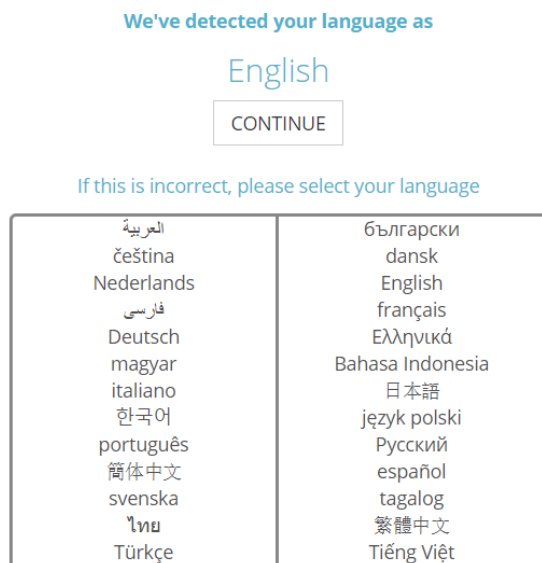 We've detected your language as
English
CONTINUE
If this is incorrect, please select your language
العربية
български
čeština
dansk
Nederlands
English
فارسی
français
Deutsch
Ελληνικά
magyar
Bahasa Indonesia
italiano
日本語
한국어
język polski
português
Русский
简体中文
español
svenska
tagalog
ไทย
繁體中文
Türkçe
Tiếng Việt